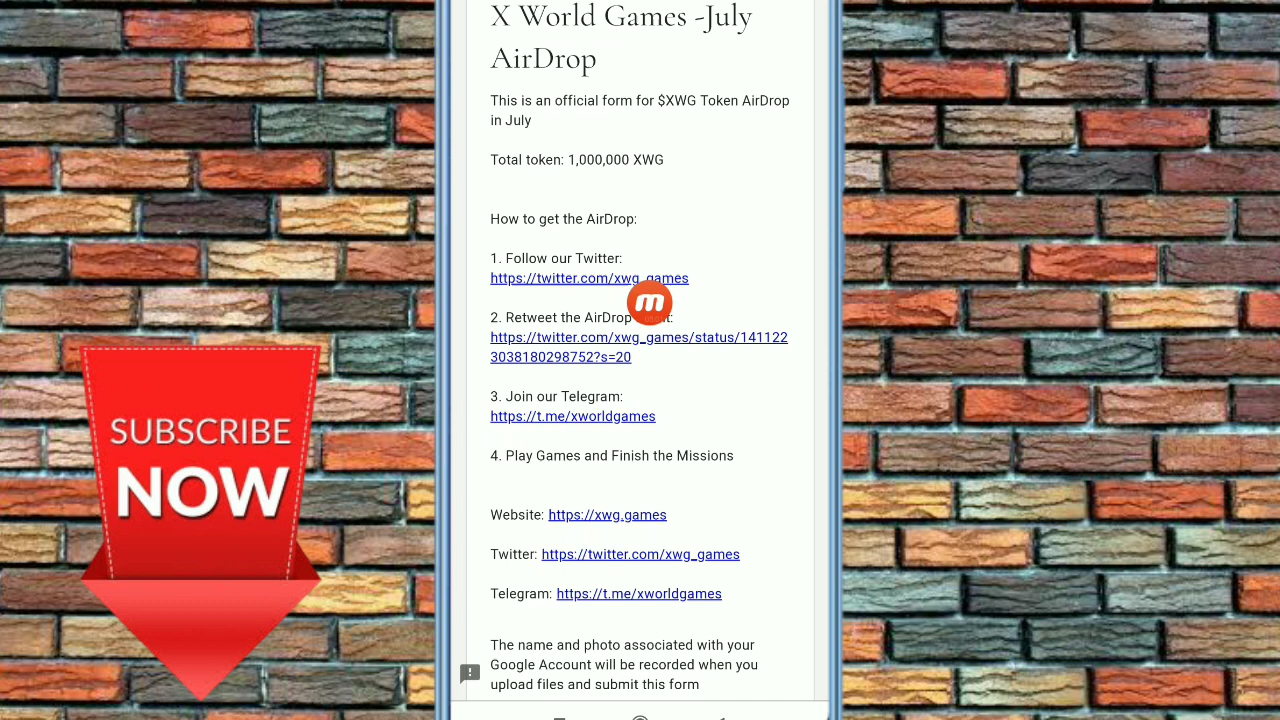 X World Games -July
AirDrop
This is an official form for $XWG Token AirDrop
in July
Total token: 1,000,000 XWG
How to get the AirDrop:
1. Follow our Twitter:
https://twitter.com/xwg_games
2. Retweet the AirDrop
https://twitter.com/xwg_games/status/141122
3038180298752?s=20
3. Join our Telegram:
https://t.me/xworldgames
4. Play Games and Finish the Missions
Website: https://xwg.games
Twitter: https://twitter.com/xwg_games
Telegram: https://t.me/xworldgames
The name and photo associated with your
Google Account will be recorded when you
upload files and submit this form
SUBSCRIBE
NOW